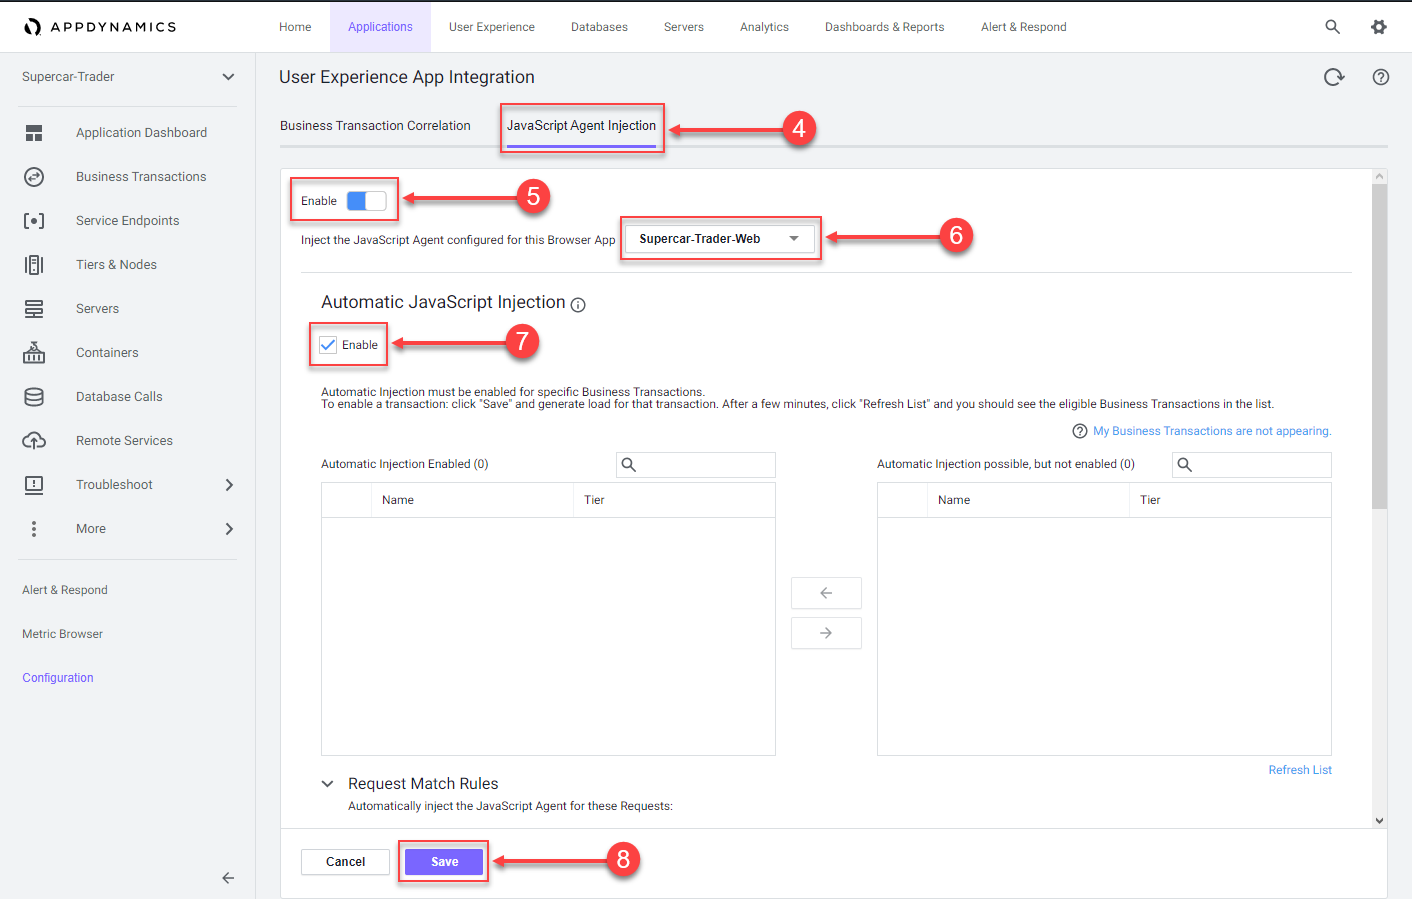 APPDYNAMICS
Home
Applications
User Experience
Databases
Servers
Analytics
Dashboards & Reports
Alert & Respond
Supercar-Trader
User Experience App Integration
Application Dashboard
Business Transactions
Service Endpoints
Tiers & Nodes
Servers
Containers
Database Calls
Remote Services
Troubleshoot
More
Alert & Respond
Metric Browser
Configuration
Business Transaction Correlation
JavaScript Agent Injection
4
Enable
5
Inject the JavaScript Agent configured for this Browser App
Supercar-Trader-Web
6
Automatic JavaScript Injection
Enable
7
Automatic Injection must be enabled for specific Business Transactions.
To enable a transaction: click "Save" and generate load for that transaction. After a few minutes, click "Refresh List" and you should see the eligible Business Transactions in the list.
My Business Transactions are not appearing.
Automatic Injection Enabled (0)
Name
Tier
Automatic Injection possible, but not enabled (0)
Name
Tier
Refresh List
Request Match Rules
Automatically inject the JavaScript Agent for these Requests:
Cancel
Save
8